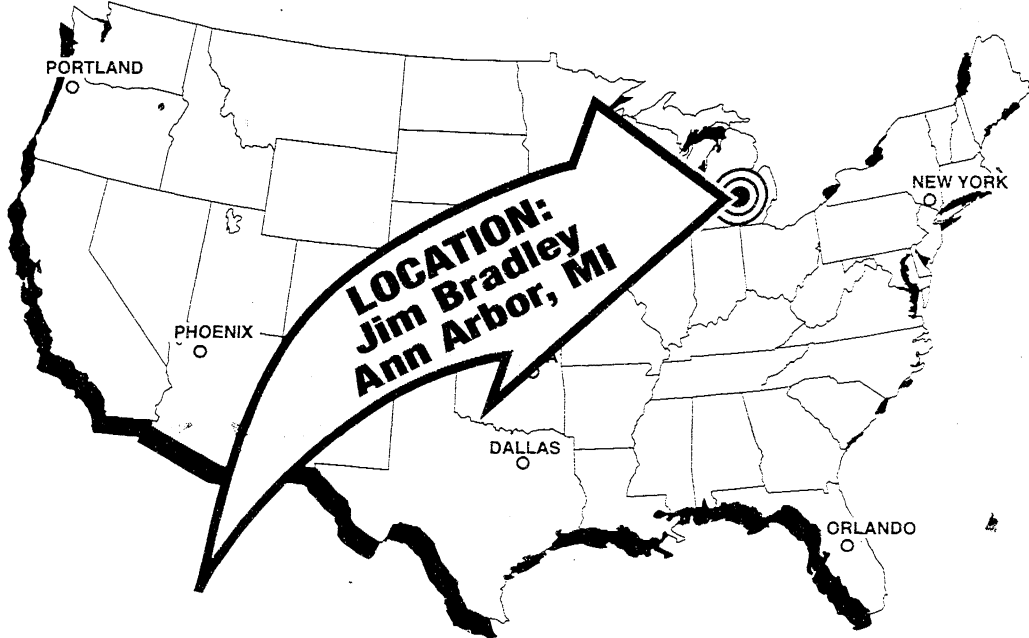 PORTLAND
NEW YORK
LOCATION:
Jim Bradley
Ann Arbor, MI
PHOENIX
DALLAS
ORLANDO